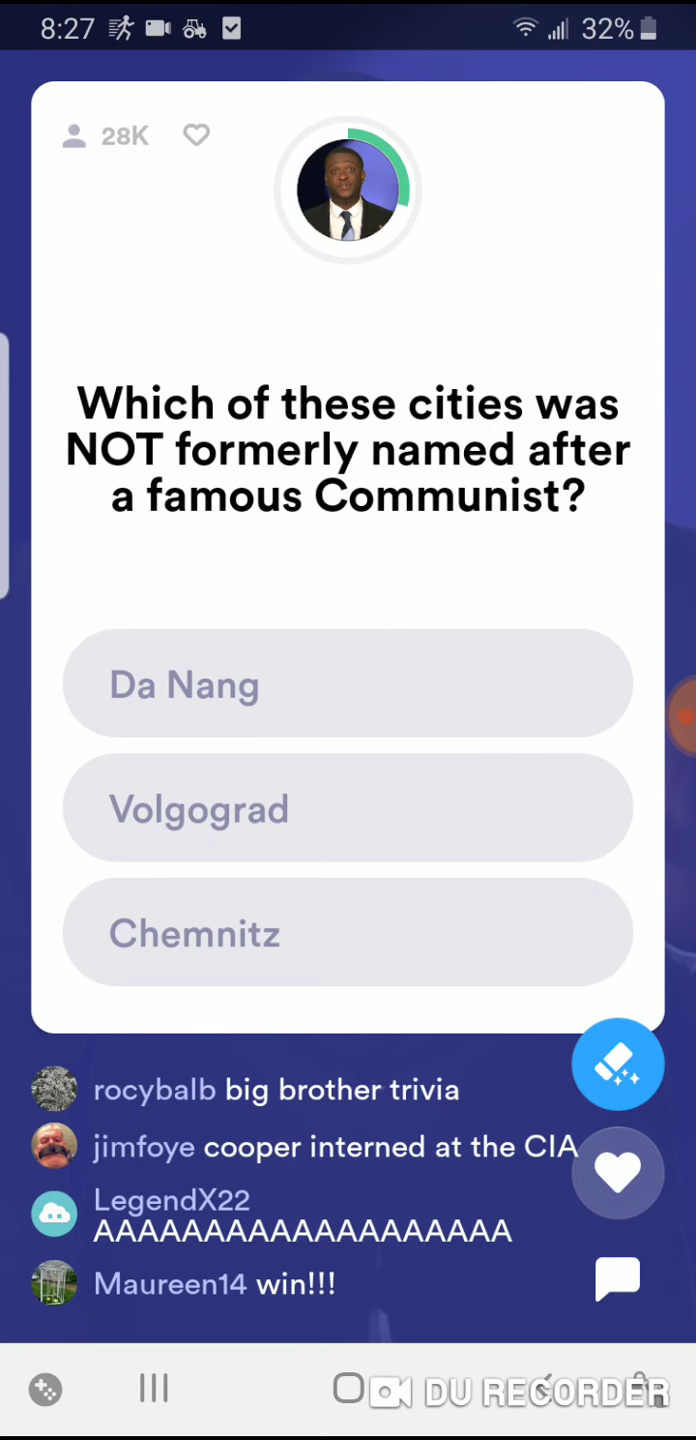 8:27 32%
28K
Which of these cities was
NOT formerly named after
a famous Communist?
Da Nang
Volgograd
Chemnitz
rocybalb big brother trivia
jimfoye cooper interned at the CIA
LegendX22
AAAAAAAAAAAAAAAAAAA
Maureen14 win!!!
DU RECORDER